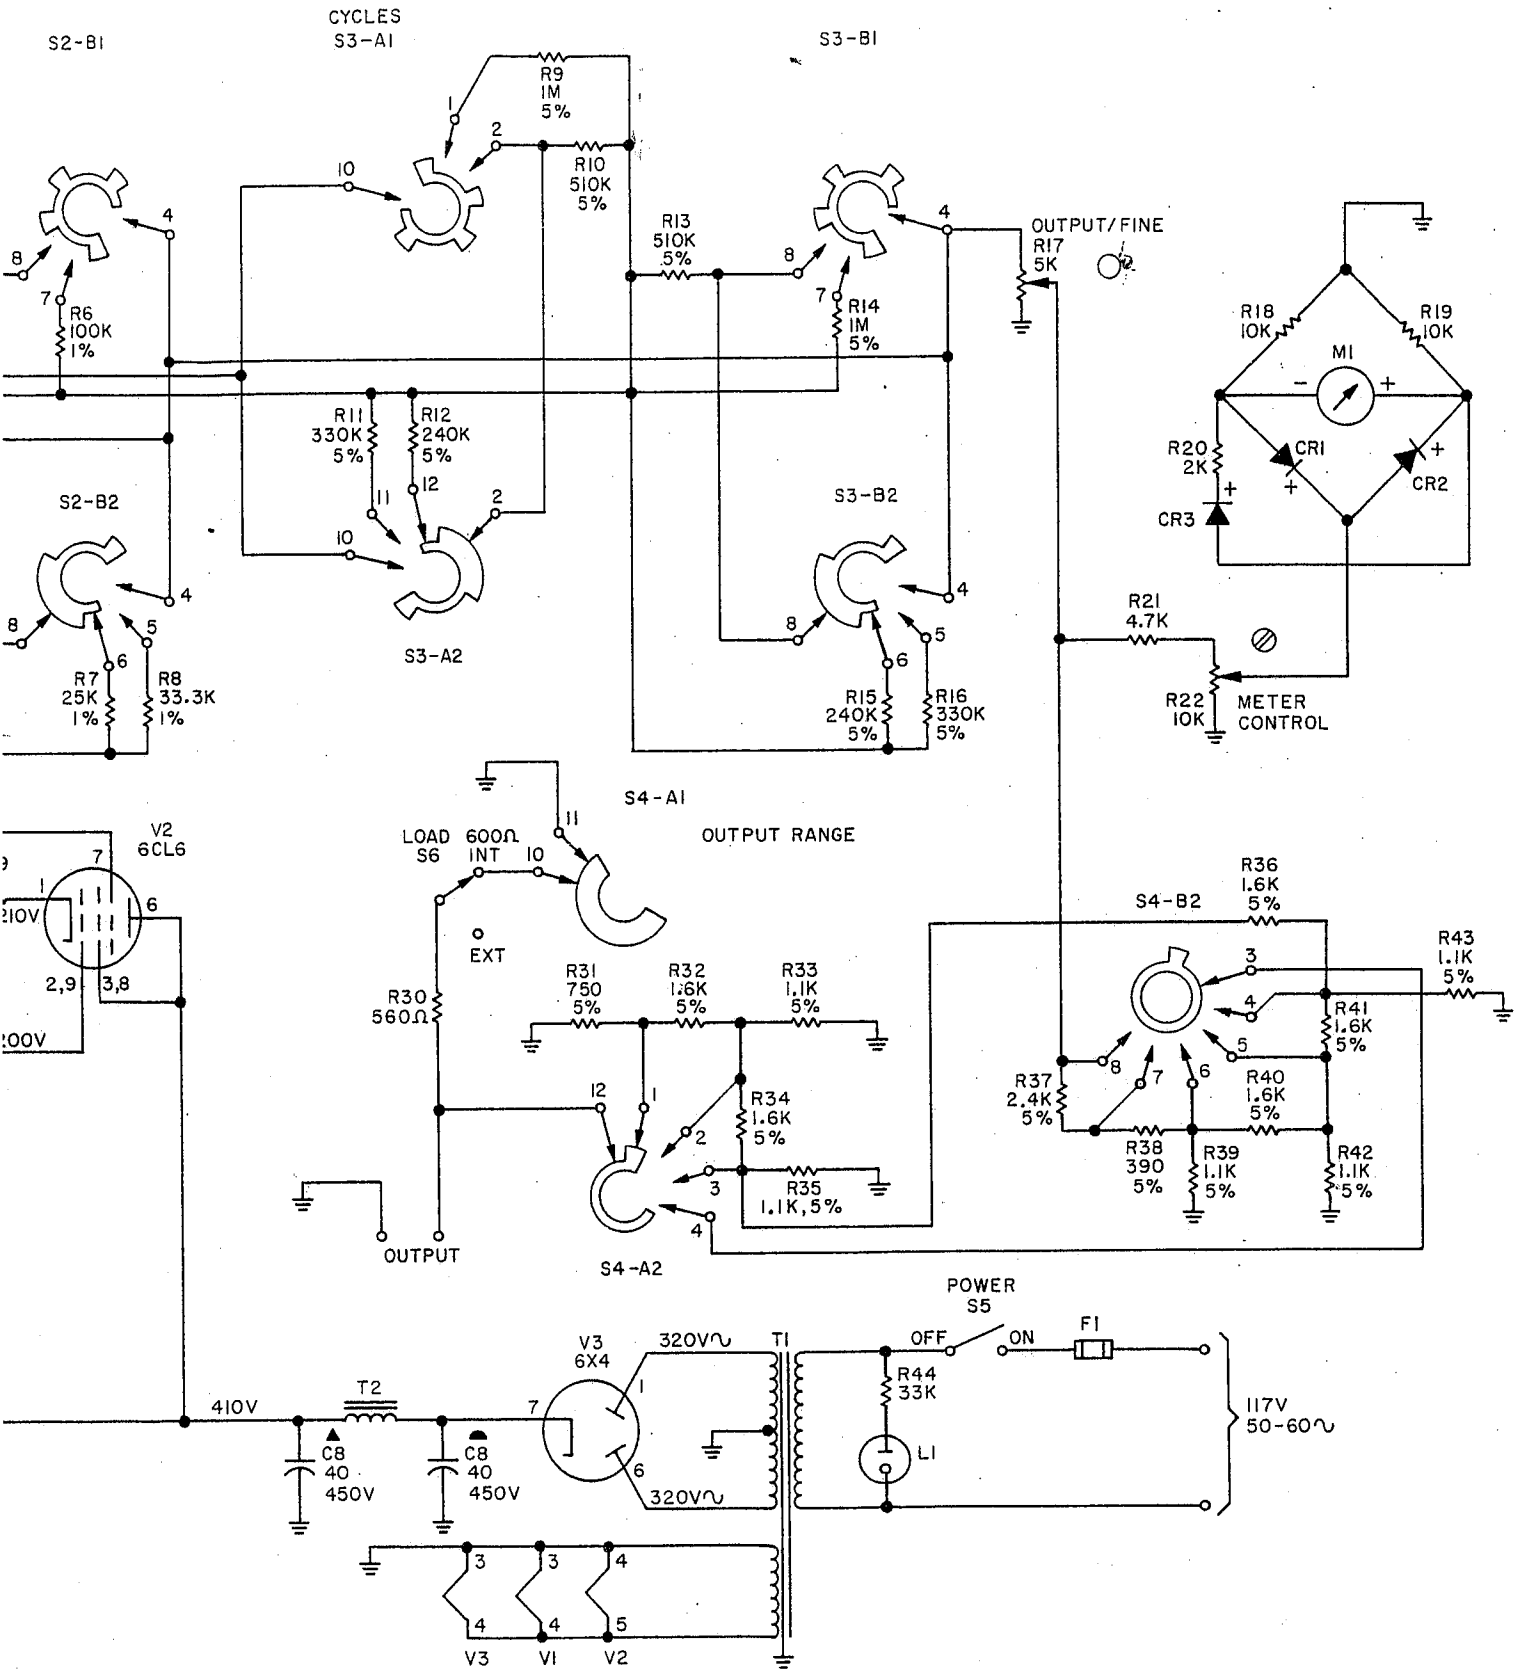 CYCLES
S2-B1
S3-A1
S3-B1
R9
1M
5%
1
2
10
R10
510K
5%
4
8
7
R6
100K
1%
R13
510K
5%
8
4
7
R14
1M
5%
OUTPUT/FINE
R17
5K
R18
10K
R19
10K
M1
- +
R11
330K
5%
R12
240K
5%
R20
2K
+
CR3
CR1
+
+
CR2
S2-B2
11
12
2
10
S3-B2
4
8
5
6
R7
25K
1%
R8
33.3K
1%
S3-A2
4
8
5
6
R15
240K
5%
R16
330K
5%
R21
4.7K
R22
10K
METER
CONTROL
S4-A1
OUTPUT RANGE
V2
6CL6
7
1
6
210V
2,9
3,8
LOAD
S6
600Ω
INT
10
11
EXT
R30
560Ω
R31
750
5%
R32
1.6K
5%
R33
1.1K
5%
12
1
2
R34
1.6K
5%
3
R35
1.1K, 5%
4
S4-A2
OUTPUT
S4-B2
R36
1.6K
5%
3
4
5
6
7
8
R43
1.1K
5%
R41
1.6K
5%
R37
2.4K
5%
R40
1.6K
5%
R38
390
5%
R39
1.1K
5%
R42
1.1K
5%
POWER
S5
OFF
ON
F1
V3
6X4
320V∿
T1
1
7
6
320V∿
R44
33K
L1
117V
50-60∿
410V
T2
C8
40
450V
C8
40
450V
3
3
4
4
4
5
V3
V1
V2